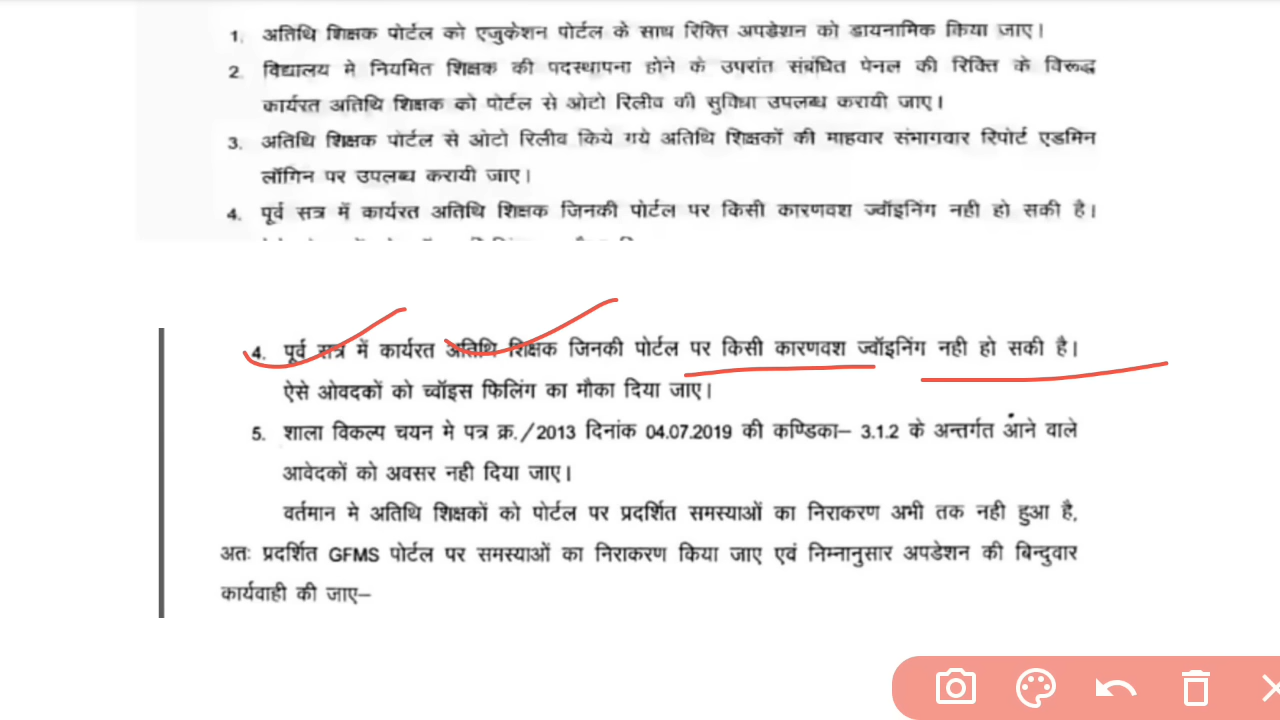 1. अतिथि शिक्षक पोर्टल को एजुकेशन पोर्टल के साथ रिक्ति अपडेशन को डायनामिक किया जाए।
2. विद्यालय मे नियमित शिक्षक की पदस्थापना होने के उपरांत संबंधित पेनल की रिक्ति के विरूद्ध
कार्यरत अतिथि शिक्षक को पोर्टल से ओटो रिलीव की सुविधा उपलब्ध करायी जाए।
3. अतिथि शिक्षक पोर्टल से ओटो रिलीव किये गये अतिथि शिक्षकों की माहवार संभागवार रिपोर्ट एडमिन
लॉगिन पर उपलब्ध करायी जाए।
4. पूर्व सत्र में कार्यरत अतिथि शिक्षक जिनकी पोर्टल पर किसी कारणवश ज्वॉइनिंग नही हो सकी है।
4. पूर्व सत्र में कार्यरत अतिथि शिक्षक जिनकी पोर्टल पर किसी कारणवश ज्वॉइनिंग नही हो सकी है।
ऐसे ओवदकों को च्वॉइस फिलिंग का मौका दिया जाए।
5. शाला विकल्प चयन मे पत्र क्र./2013 दिनांक 04.07.2019 की कण्डिका– 3.1.2 के अन्तर्गत आने वाले
आवेदकों को अवसर नही दिया जाए।
वर्तमान मे अतिथि शिक्षकों को पोर्टल पर प्रदर्शित समस्याओं का निराकरण अभी तक नही हुआ है,
अतः प्रदर्शित GFMS पोर्टल पर समस्याओं का निराकरण किया जाए एवं निम्नानुसार अपडेशन की बिन्दुवार
कार्यवाही की जाए–